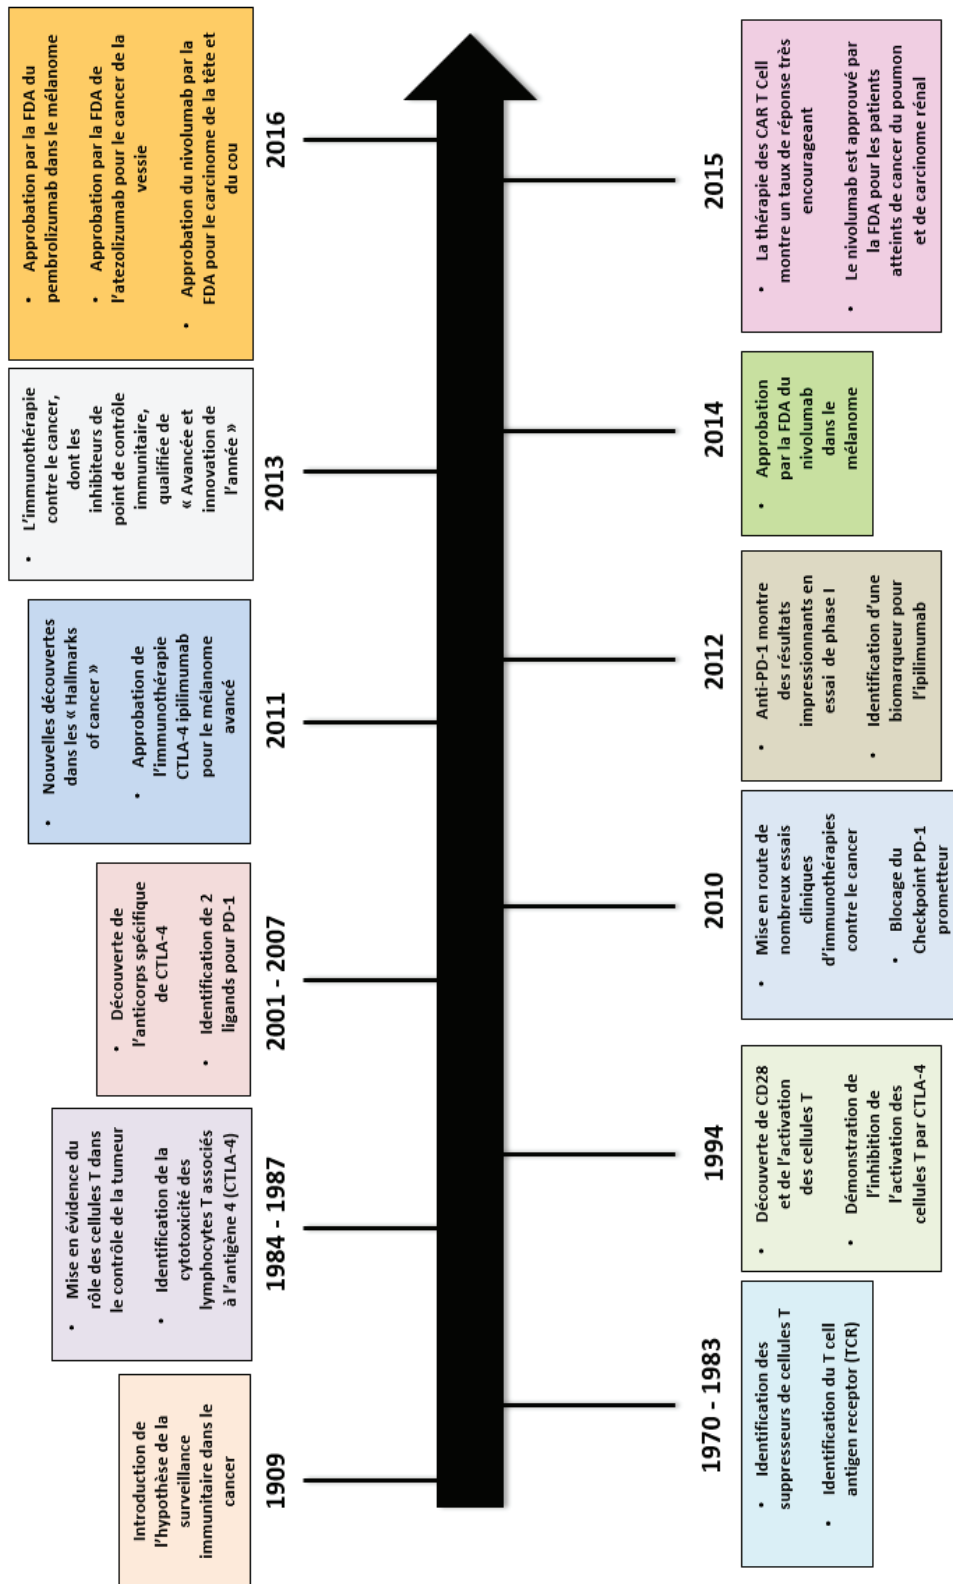 Introduction de
l'hypothèse de la
surveillance
immunitaire dans le
cancer
1909
• Mise en évidence du
rôle des cellules T dans
le contrôle de la tumeur
• Identification de la
cytotoxicité des
lymphocytes T associés
à l'antigène 4 (CTLA-4)
1984 - 1987
• Découverte de
l'anticorps spécifique
de CTLA-4
• Identification de 2
ligands pour PD-1
2001 - 2007
• Nouvelles découvertes
dans les « Hallmarks
of cancer »
• Approbation de
l'immunothérapie
CTLA-4 ipilimumab
pour le mélanome
avancé
2011
• L'immunothérapie
contre le cancer,
dont les
inhibiteurs de
point de contrôle
immunitaire,
qualifiée de
« Avancée et
innovation de
l'année »
2013
• Approbation par la FDA du
pembrolizumab dans le mélanome
• Approbation par la FDA de
l'atezolizumab pour le cancer de la
vessie
• Approbation du nivolumab par la
FDA pour le carcinome de la tête et
du cou
2016
1970 - 1983
• Identification des
suppresseurs de cellules T
• Identification du T cell
antigen receptor (TCR)
1994
• Découverte de CD28
et de l'activation
des cellules T
• Démonstration de
l'inhibition de
l'activation des
cellules T par CTLA-4
2010
• Mise en route de
nombreux essais
cliniques
d'immunothérapies
contre le cancer
• Blocage du
Checkpoint PD-1
prometteur
2012
• Anti-PD-1 montre
des résultats
impressionnants en
essai de phase I
• Identification d'une
biomarqueur pour
l'ipilimumab
2014
• Approbation
par la FDA du
nivolumab
dans le
mélanome
2015
• La thérapie des CAR T Cell
montre un taux de réponse très
encourageant
• Le nivolumab est approuvé par
la FDA pour les patients
atteints de cancer du poumon
et de carcinome rénal